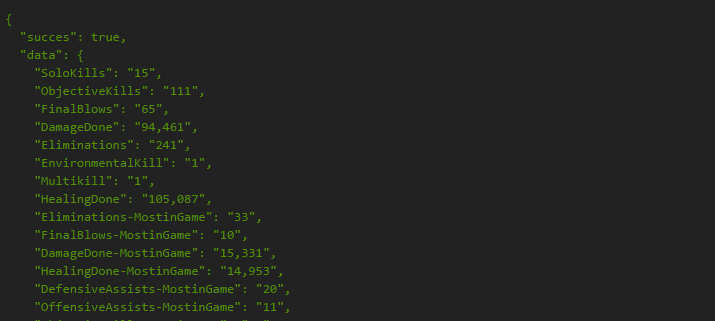 {
"succes": true,
"data": {
"SoloKills": "15",
"ObjectiveKills": "111",
"FinalBlows": "65",
"DamageDone": "94,461",
"Eliminations": "241",
"EnvironmentalKill": "1",
"Multikill": "1",
"HealingDone": "105,087",
"Eliminations-MostinGame": "33",
"FinalBlows-MostinGame": "10",
"DamageDone-MostinGame": "15,331",
"HealingDone-MostinGame": "14,953",
"DefensiveAssists-MostinGame": "20",
"OffensiveAssists-MostinGame": "11",